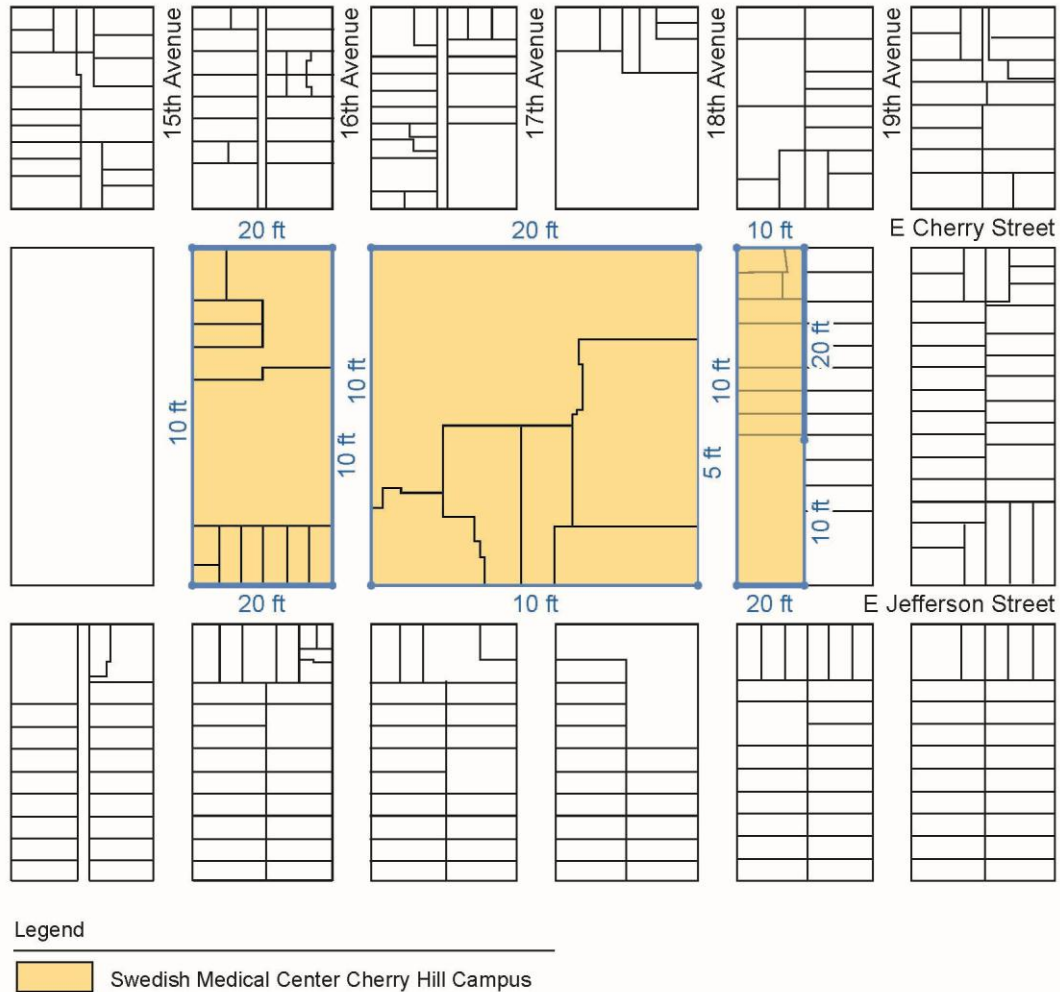 15th Avenue
16th Avenue
17th Avenue
18th Avenue
19th Avenue
20 ft
20 ft
10 ft
E Cherry Street
10 ft
10 ft
10 ft
10 ft
5 ft
20 ft
10 ft
10 ft
20 ft
10 ft
20 ft
E Jefferson Street
Legend
Swedish Medical Center Cherry Hill Campus